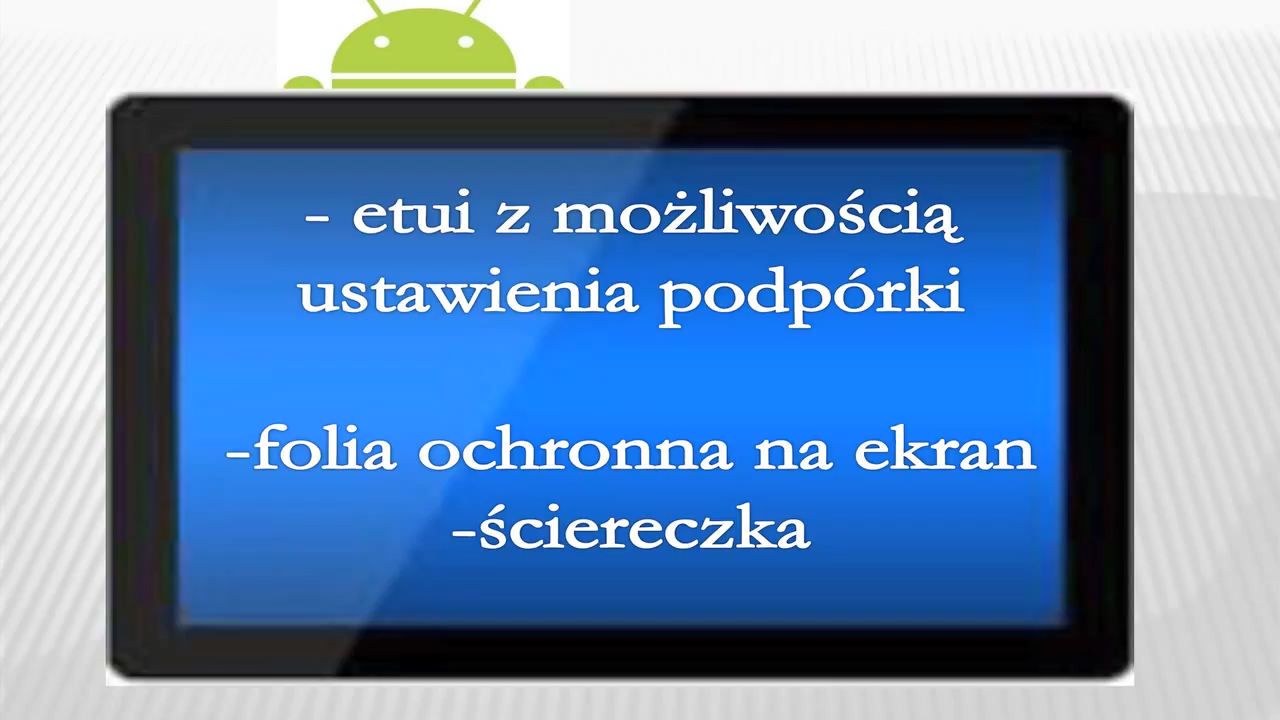 - etui z możliwością
ustawienia podpórki
-folia ochronna na ekran
-ściereczka